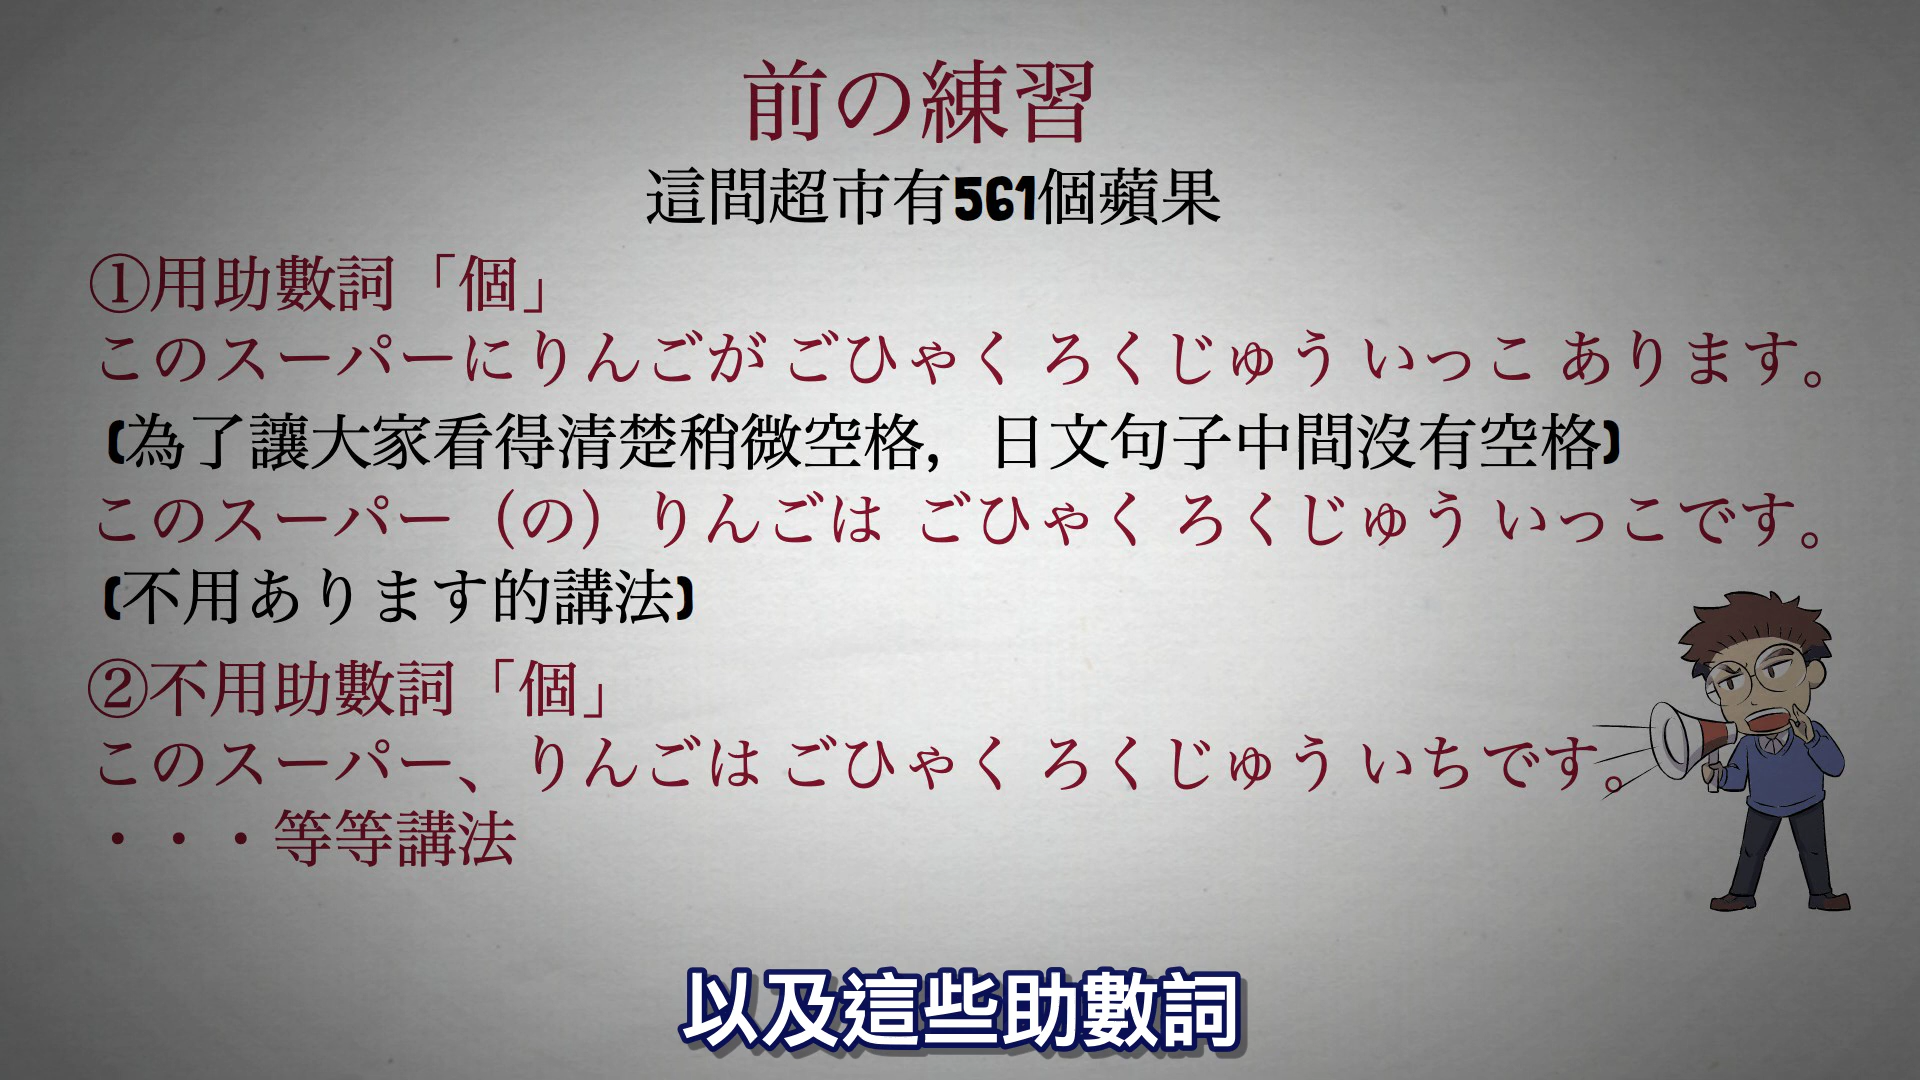 前の練習
這間超市有561個蘋果
①用助數詞「個」
このスーパーにりんごが ごひゃく ろくじゅう いっこ あります。
(為了讓大家看得清楚稍微空格，日文句子中間沒有空格)
このスーパー（の）りんごは ごひゃく ろくじゅう いっこです。
(不用あります的講法)
②不用助數詞「個」
このスーパー、りんごは ごひゃく ろくじゅう いちです。
・・・等等講法
以及這些助數詞